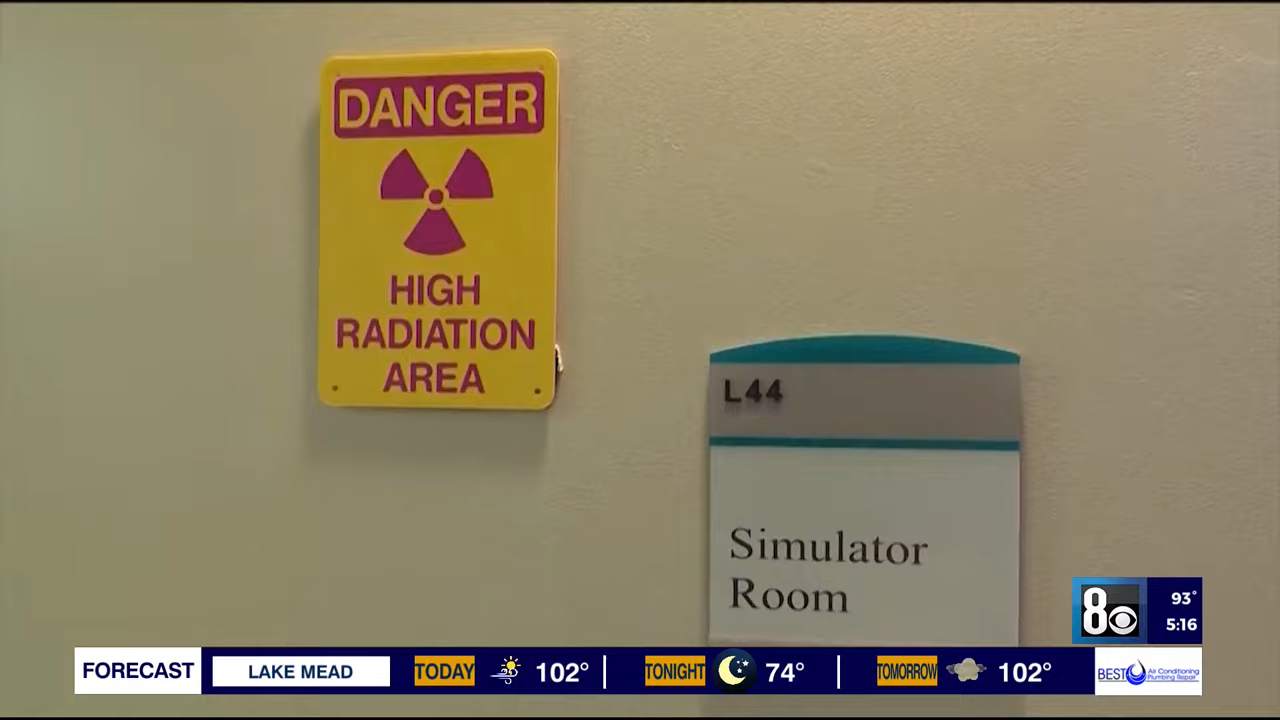 DANGER
HIGH
RADIATION
AREA
L44
Simulator
Room
8
93°
5:16
FORECAST
LAKE MEAD
TODAY
102°
TONIGHT
74°
TOMORROW
102°
BEST
Air Conditioning
Plumbing Repair